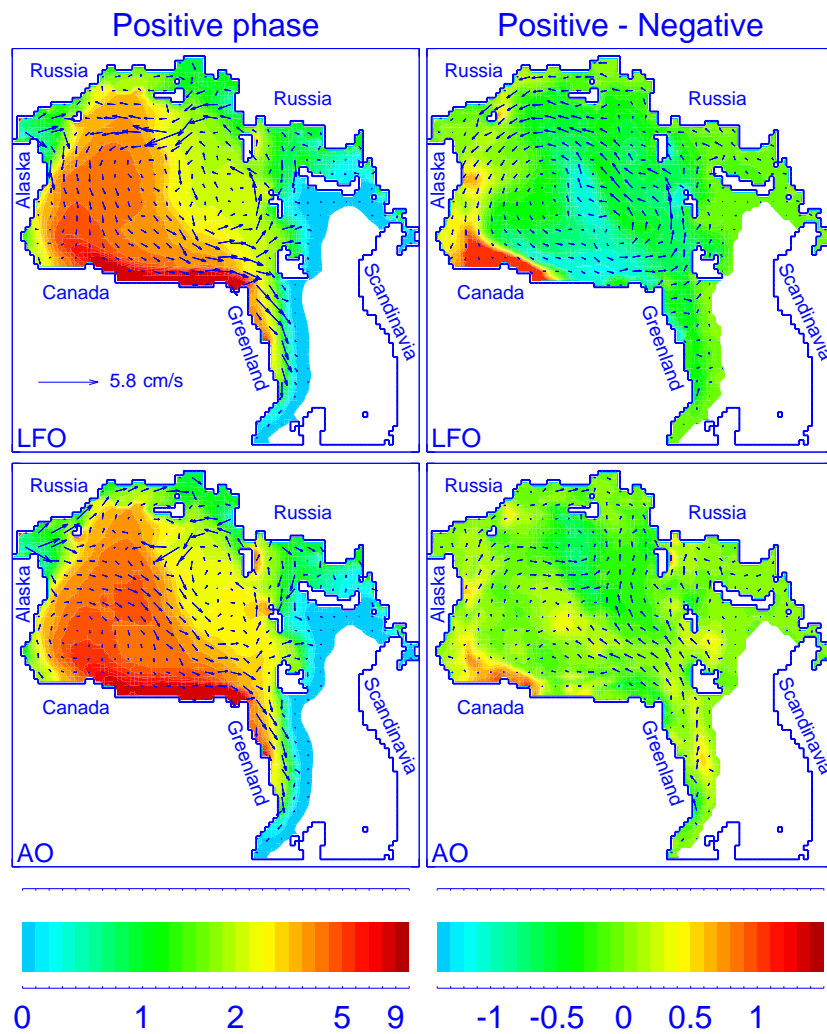 Positive phase
Positive - Negative
Russia
Russia
Alaska
Canada
Greenland
Scandinavia
5.8 cm/s
LFO
Russia
Russia
Alaska
Canada
Greenland
Scandinavia
LFO
Russia
Russia
Alaska
Canada
Greenland
Scandinavia
AO
Russia
Russia
Alaska
Canada
Greenland
Scandinavia
AO
0 1 2 5 9
-1 -0.5 0 0.5 1